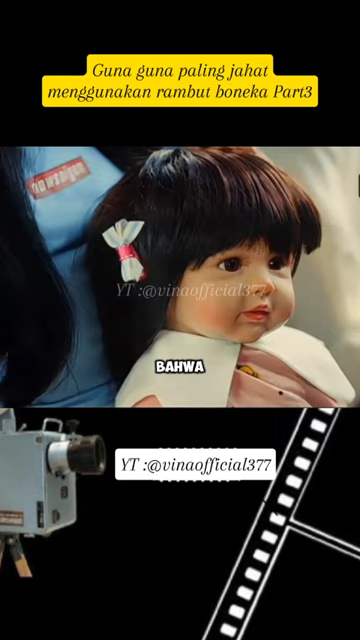 Guna guna paling jahat
menggunakan rambut boneka Part3
YT :@vinaofficial377
BAHWA
YT :@vinaofficial377